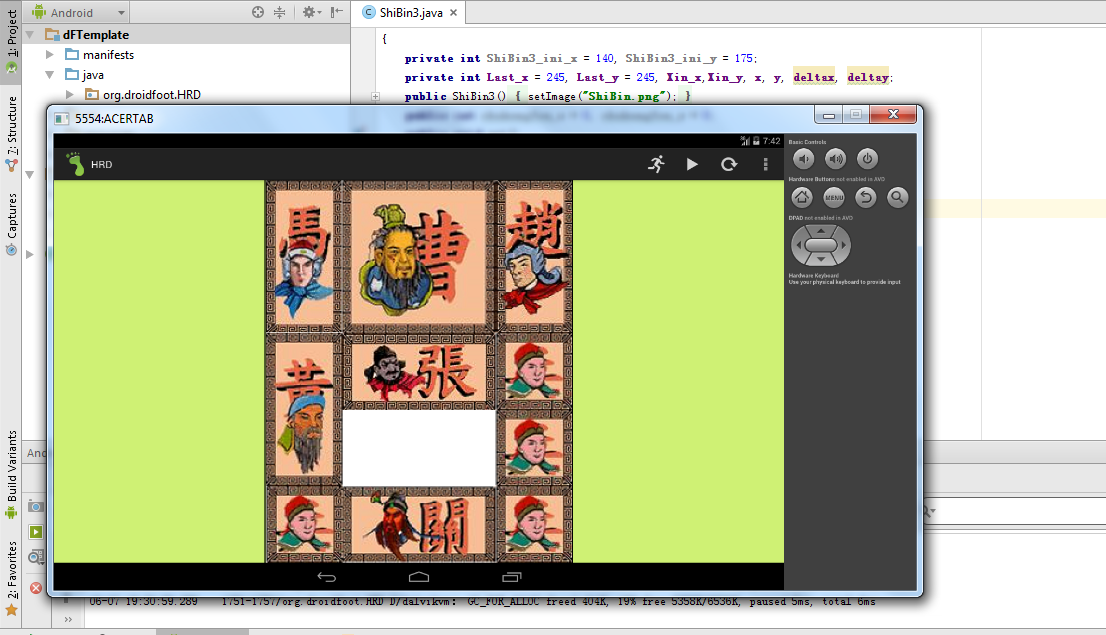 Android
ShiBin3.java
1: Project
dFTemplate
{
manifests
private int ShiBin3_ini_x = 140, ShiBin3_ini_y = 175;
java
private int Last_x = 245, Last_y = 245, Xin_x,Xin_y, x, y, deltax, deltay;
org.droidfoot.HRD
public ShiBin3() { setImage("ShiBin.png"); }
7: Structure
5554:ACERTAB
7:42
Basic Controls
HRD
Hardware Buttons not enabled in AVD
MENU
DPAD not enabled in AVD
Hardware Keyboard
Use your physical keyboard to provide input
Captures
馬
曹
趙
黃
張
關
Build Variants
And
2: Favorites
06-07 19:30:59.289 1751-1757/org.droidfoot.HRD D/dalvikvm: GC_FOR_ALLOC freed 404K, 19% free 5358K/6536K, paused 5ms, total 6ms